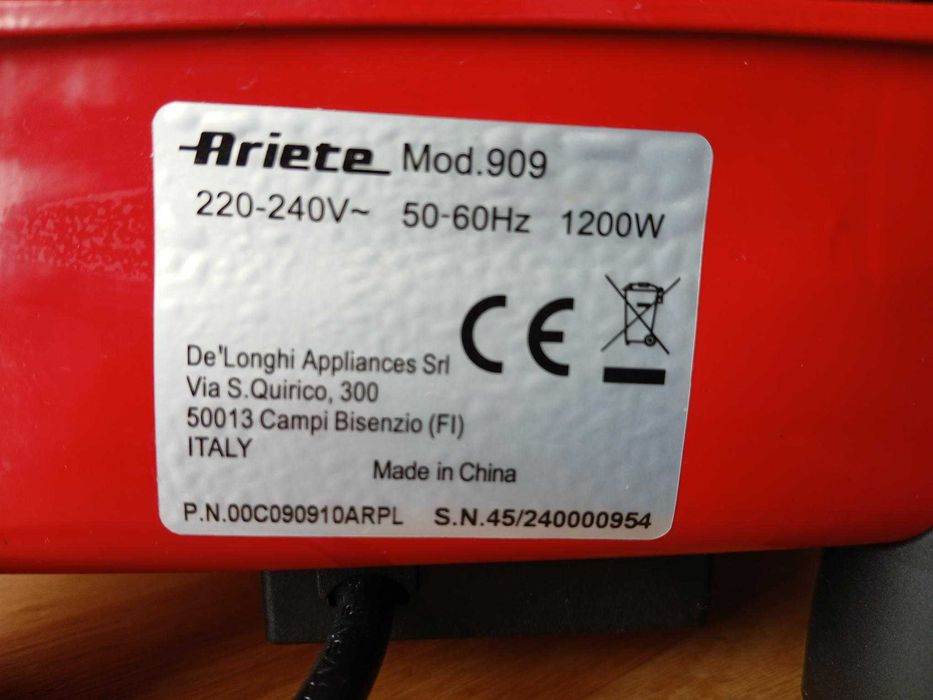 Ariete Mod.909
220-240V~ 50-60Hz 1200W
CE
De'Longhi Appliances Srl
Via S.Quirico, 300
50013 Campi Bisenzio (FI)
ITALY
Made in China
P.N.00C090910ARPL S.N.45/240000954